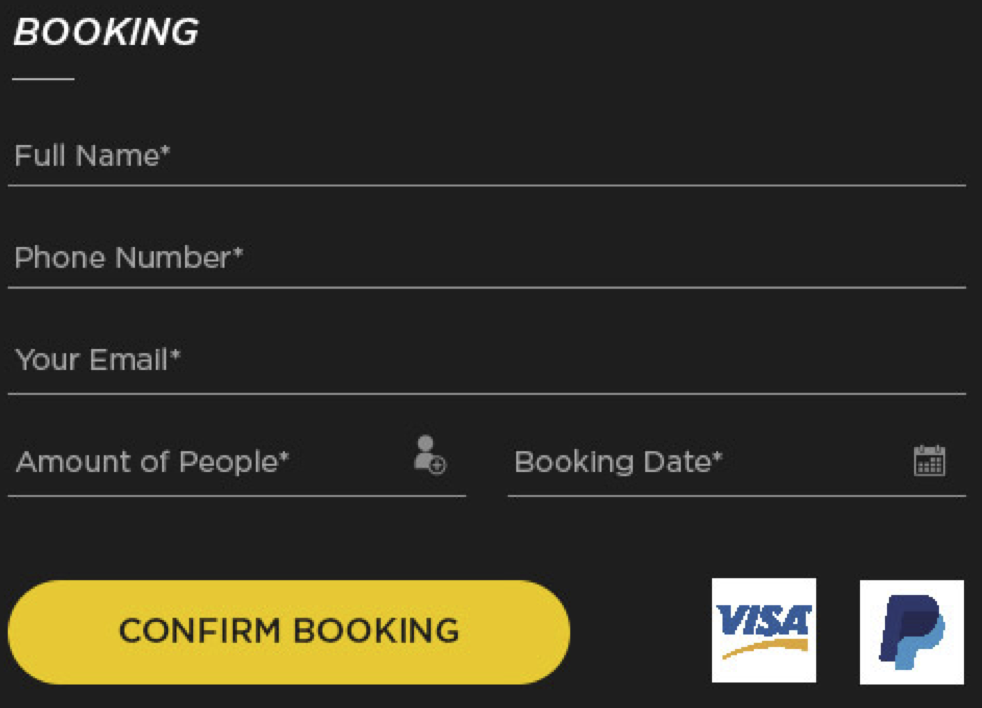 BOOKING
Full Name*
Phone Number*
Your Email*
Amount of People* Booking Date*
CONFIRM BOOKING VISA P